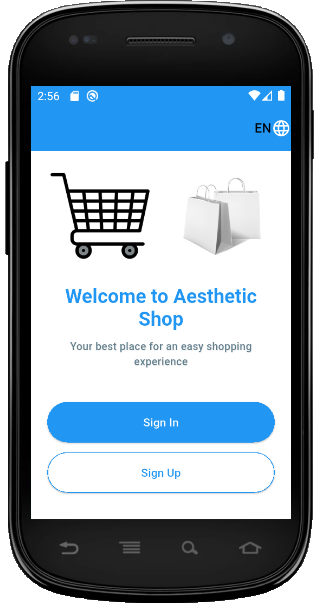 2:56
EN
Welcome to Aesthetic
Shop
Your best place for an easy shopping
experience
Sign In
Sign Up